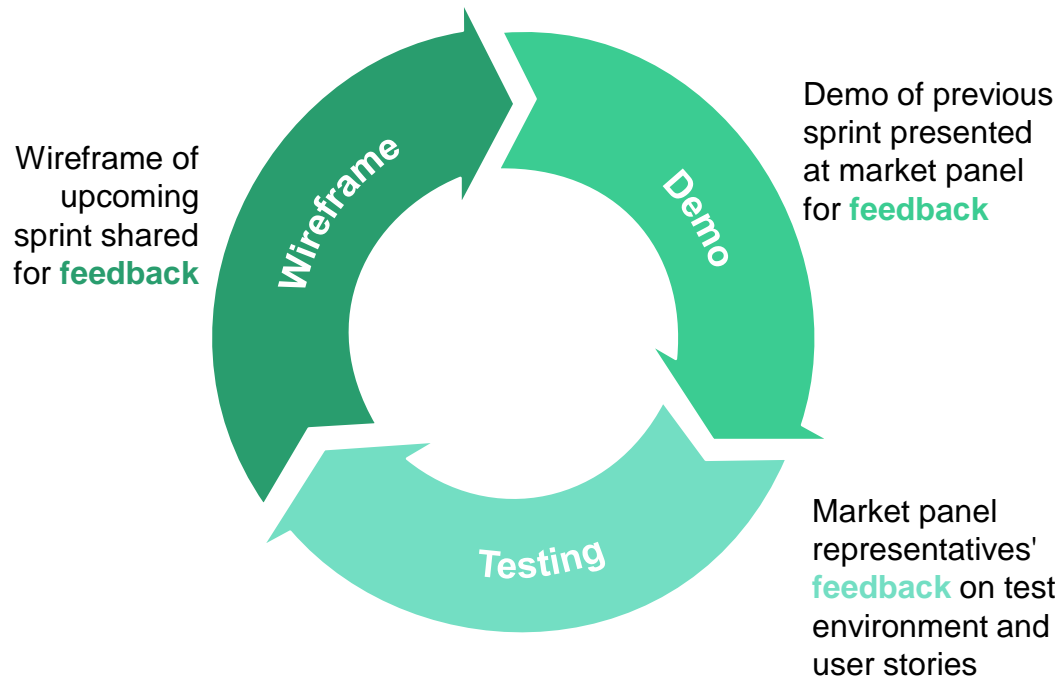 Wireframe of
upcoming
sprint shared
for feedback
Wireframe
Demo
Demo of previous
sprint presented
at market panel
for feedback
Testing
Market panel
representatives'
feedback on test
environment and
user stories